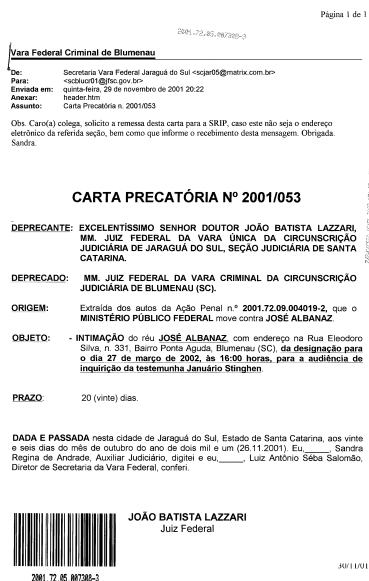 Página 1 de 1
2001.72.05.007308-3
Vara Federal Criminal de Blumenau
De: Secretaria Vara Federal Jaraguá do Sul <scjar05@matrix.com.br>
Para: <scblucr01@jfsc.gov.br>
Enviada em: quinta-feira, 29 de novembro de 2001 20:22
Anexar: header.htm
Assunto: Carta Precatória n. 2001/053
Obs. Caro(a) colega, solicito a remessa desta carta para a SRIP, caso este não seja o endereço
eletrônico da referida seção, bem como que informe o recebimento desta mensagem. Obrigada.
Sandra.
CARTA PRECATÓRIA Nº 2001/053
DEPRECANTE: EXCELENTÍSSIMO SENHOR DOUTOR JOÃO BATISTA LAZZARI,
MM. JUIZ FEDERAL DA VARA ÚNICA DA CIRCUNSCRIÇÃO
JUDICIÁRIA DE JARAGUÁ DO SUL, SEÇÃO JUDICIÁRIA DE SANTA
CATARINA.
DEPRECADO: MM. JUIZ FEDERAL DA VARA CRIMINAL DA CIRCUNSCRIÇÃO
JUDICIÁRIA DE BLUMENAU (SC).
ORIGEM: Extraída dos autos da Ação Penal n.º 2001.72.09.004019-2, que o
MINISTÉRIO PÚBLICO FEDERAL move contra JOSÉ ALBANAZ.
OBJETO: - INTIMAÇÃO do réu JOSÉ ALBANAZ, com endereço na Rua Eleodoro
Silva, n. 331, Bairro Ponta Aguda, Blumenau (SC), da designação para
o dia 27 de março de 2002, às 16:00 horas, para a audiência de
inquirição da testemunha Januário Stinghen.
PRAZO: 20 (vinte) dias.
DADA E PASSADA nesta cidade de Jaraguá do Sul, Estado de Santa Catarina, aos vinte
e seis dias do mês de outubro do ano de dois mil e um (26.11.2001). Eu,_____, Sandra
Regina de Andrade, Auxiliar Judiciário, digitei e eu,_____, Luiz Antônio Séba Salomão,
Diretor de Secretaria da Vara Federal, conferi.
JOÃO BATISTA LAZZARI
Juiz Federal
2001.72.05.007308-3
30/11/01